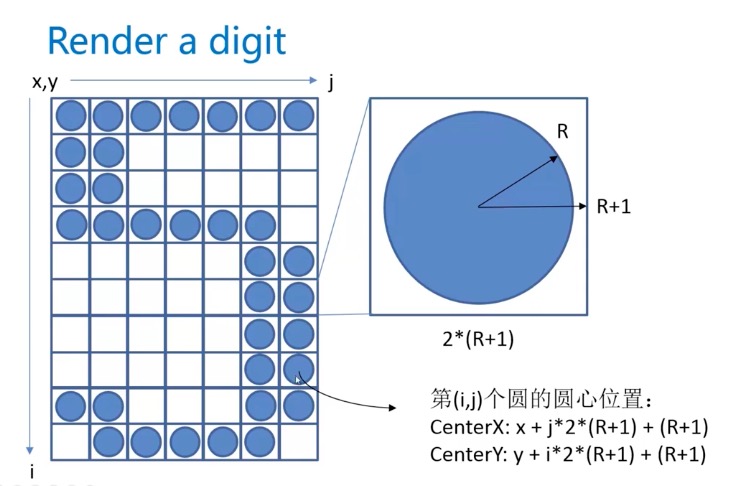 Render a digit
x,y
j
R
R+1
2*(R+1)
第(i,j)个圆的圆心位置：
CenterX: x + j*2*(R+1) + (R+1)
CenterY: y + i*2*(R+1) + (R+1)
i